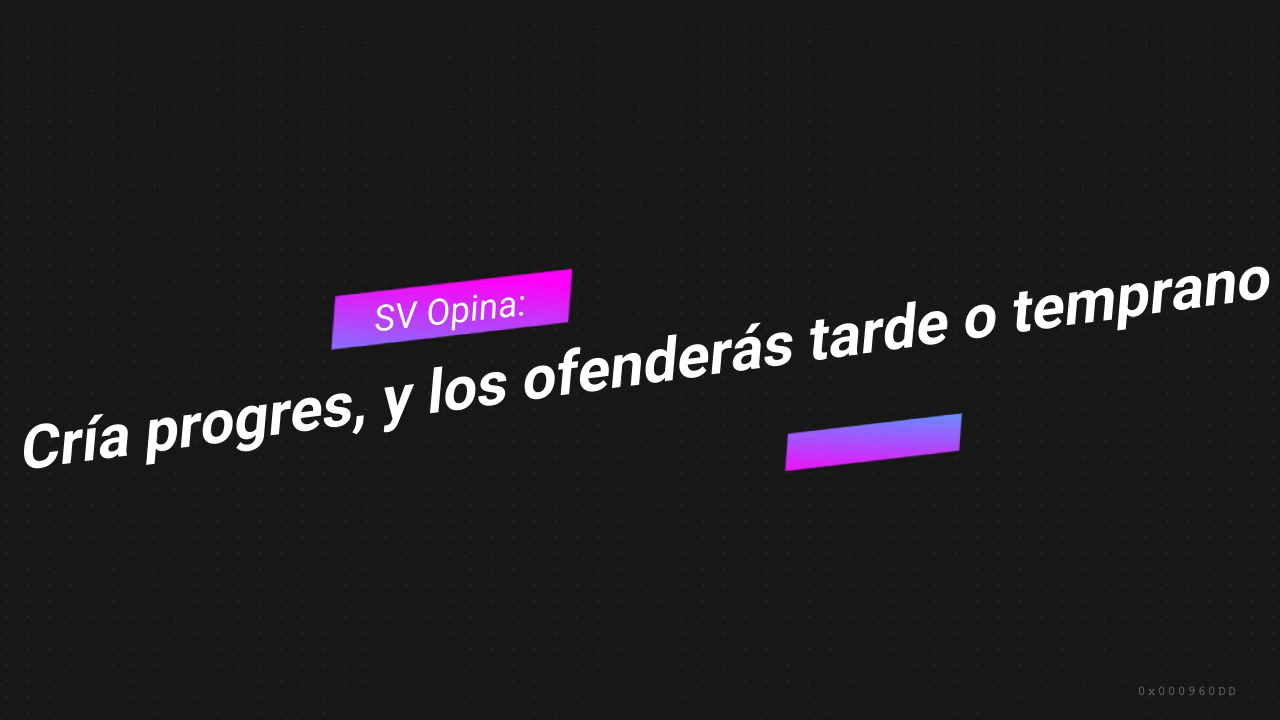 SV Opina:
Cría progres, y los ofenderás tarde o temprano
0x000960DD